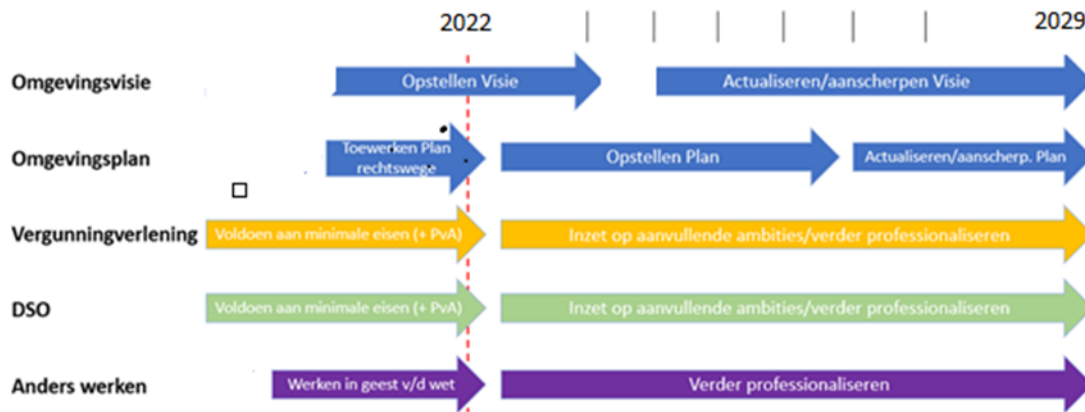 2022
2029
Omgevingsvisie
Opstellen Visie
Actualiseren/aanscherpen Visie
Omgevingsplan
Toewerken Plan
rechtswege
Opstellen Plan
Actualiseren/aanscherp. Plan
Vergunningverlening
Voldoen aan minimale eisen (+ PvA)
Inzet op aanvullende ambities/verder professionaliseren
DSO
Voldoen aan minimale eisen (+ PvA)
Inzet op aanvullende ambities/verder professionaliseren
Anders werken
Werken in geest v/d wet
Verder professionaliseren